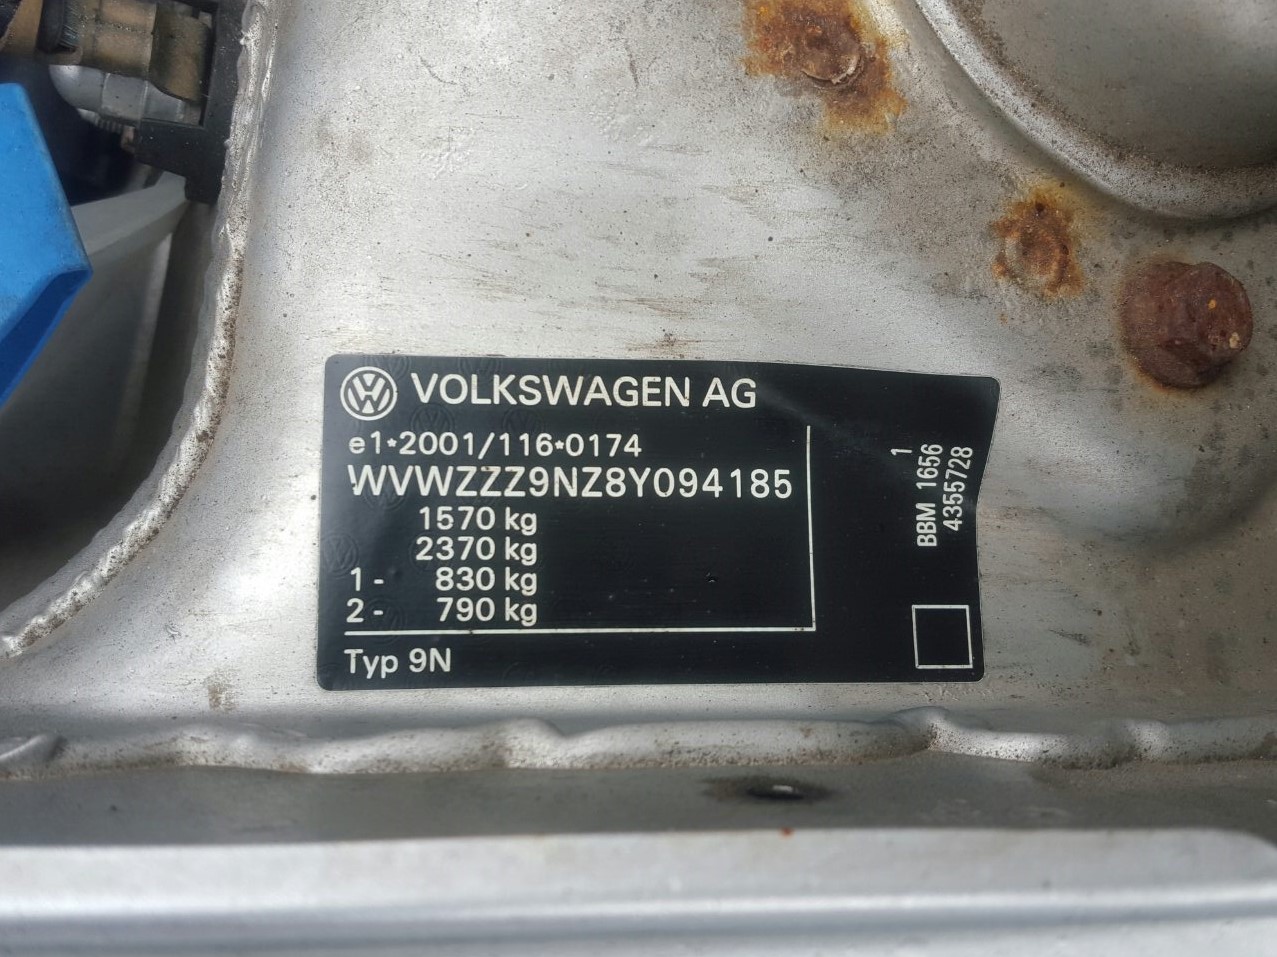 VOLKSWAGEN AG
e1*2001/116*0174
WVWZZZ9NZ8Y094185
1570 kg
2370 kg
1- 830 kg
2- 790 kg
Typ 9N
1
BBM 1656
4355728